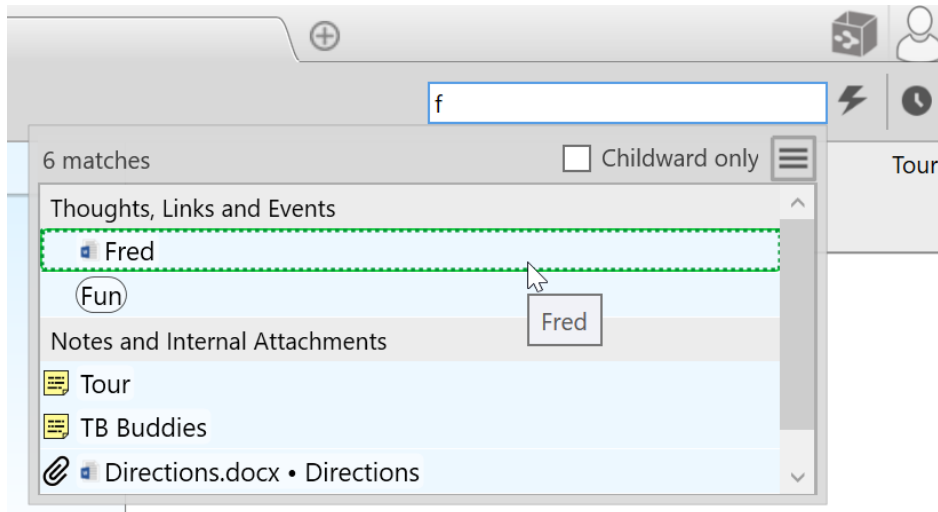 f
6 matches
Childward only
Tour
Thoughts, Links and Events
Fred
Fun
Fred
Notes and Internal Attachments
Tour
TB Buddies
Directions.docx • Directions